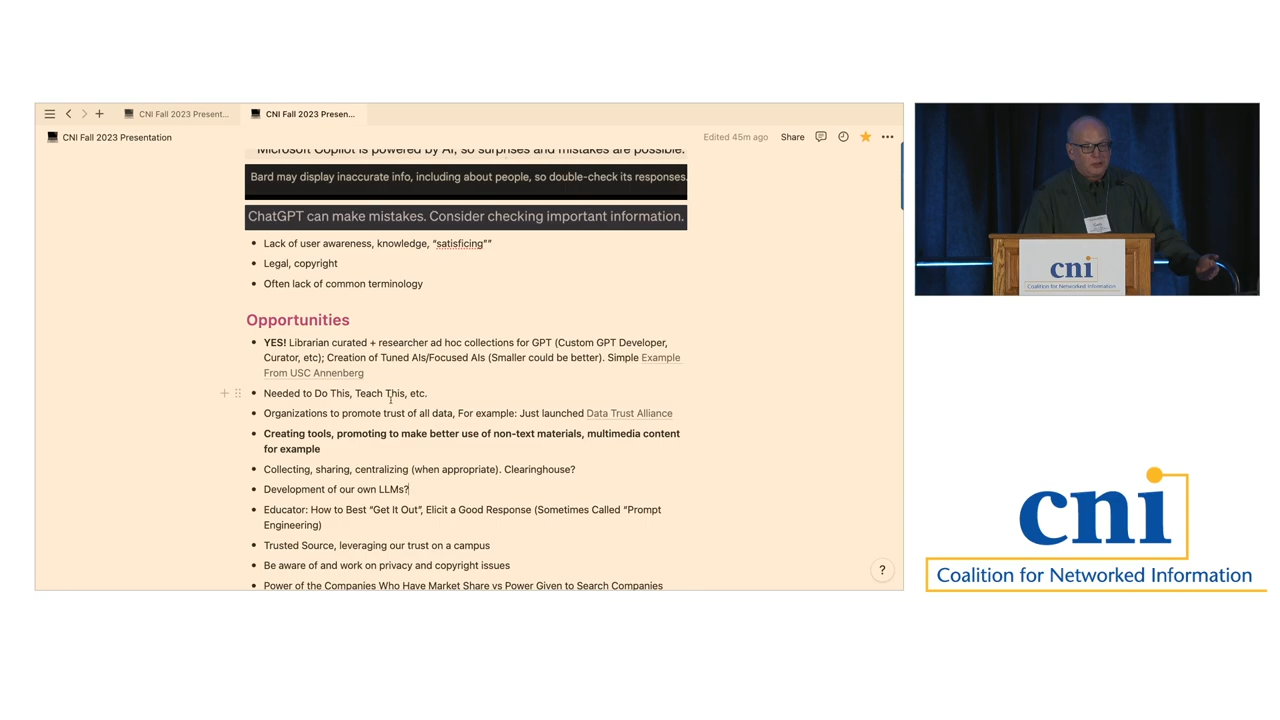 CNI Fall 2023 Present...
CNI Fall 2023 Presen...
CNI Fall 2023 Presentation
Edited 45m ago
Share
Microsoft Copilot is powered by AI, so surprises and mistakes are possible.
Bard may display inaccurate info, including about people, so double-check its responses.
ChatGPT can make mistakes. Consider checking important information.
• Lack of user awareness, knowledge, “satisficing””
• Legal, copyright
• Often lack of common terminology
Opportunities
• YES! Librarian curated + researcher ad hoc collections for GPT (Custom GPT Developer,
Curator, etc); Creation of Tuned AIs/Focused AIs (Smaller could be better). Simple Example
From USC Annenberg
• Needed to Do This, Teach This, etc.
• Organizations to promote trust of all data, For example: Just launched Data Trust Alliance
• Creating tools, promoting to make better use of non-text materials, multimedia content
for example
• Collecting, sharing, centralizing (when appropriate). Clearinghouse?
• Development of our own LLMs?
• Educator: How to Best “Get It Out”, Elicit a Good Response (Sometimes Called “Prompt
Engineering)
• Trusted Source, leveraging our trust on a campus
• Be aware of and work on privacy and copyright issues
• Power of the Companies Who Have Market Share vs Power Given to Search Companies
?
cni
Coalition for Networked Information
cni
Coalition for Networked Information